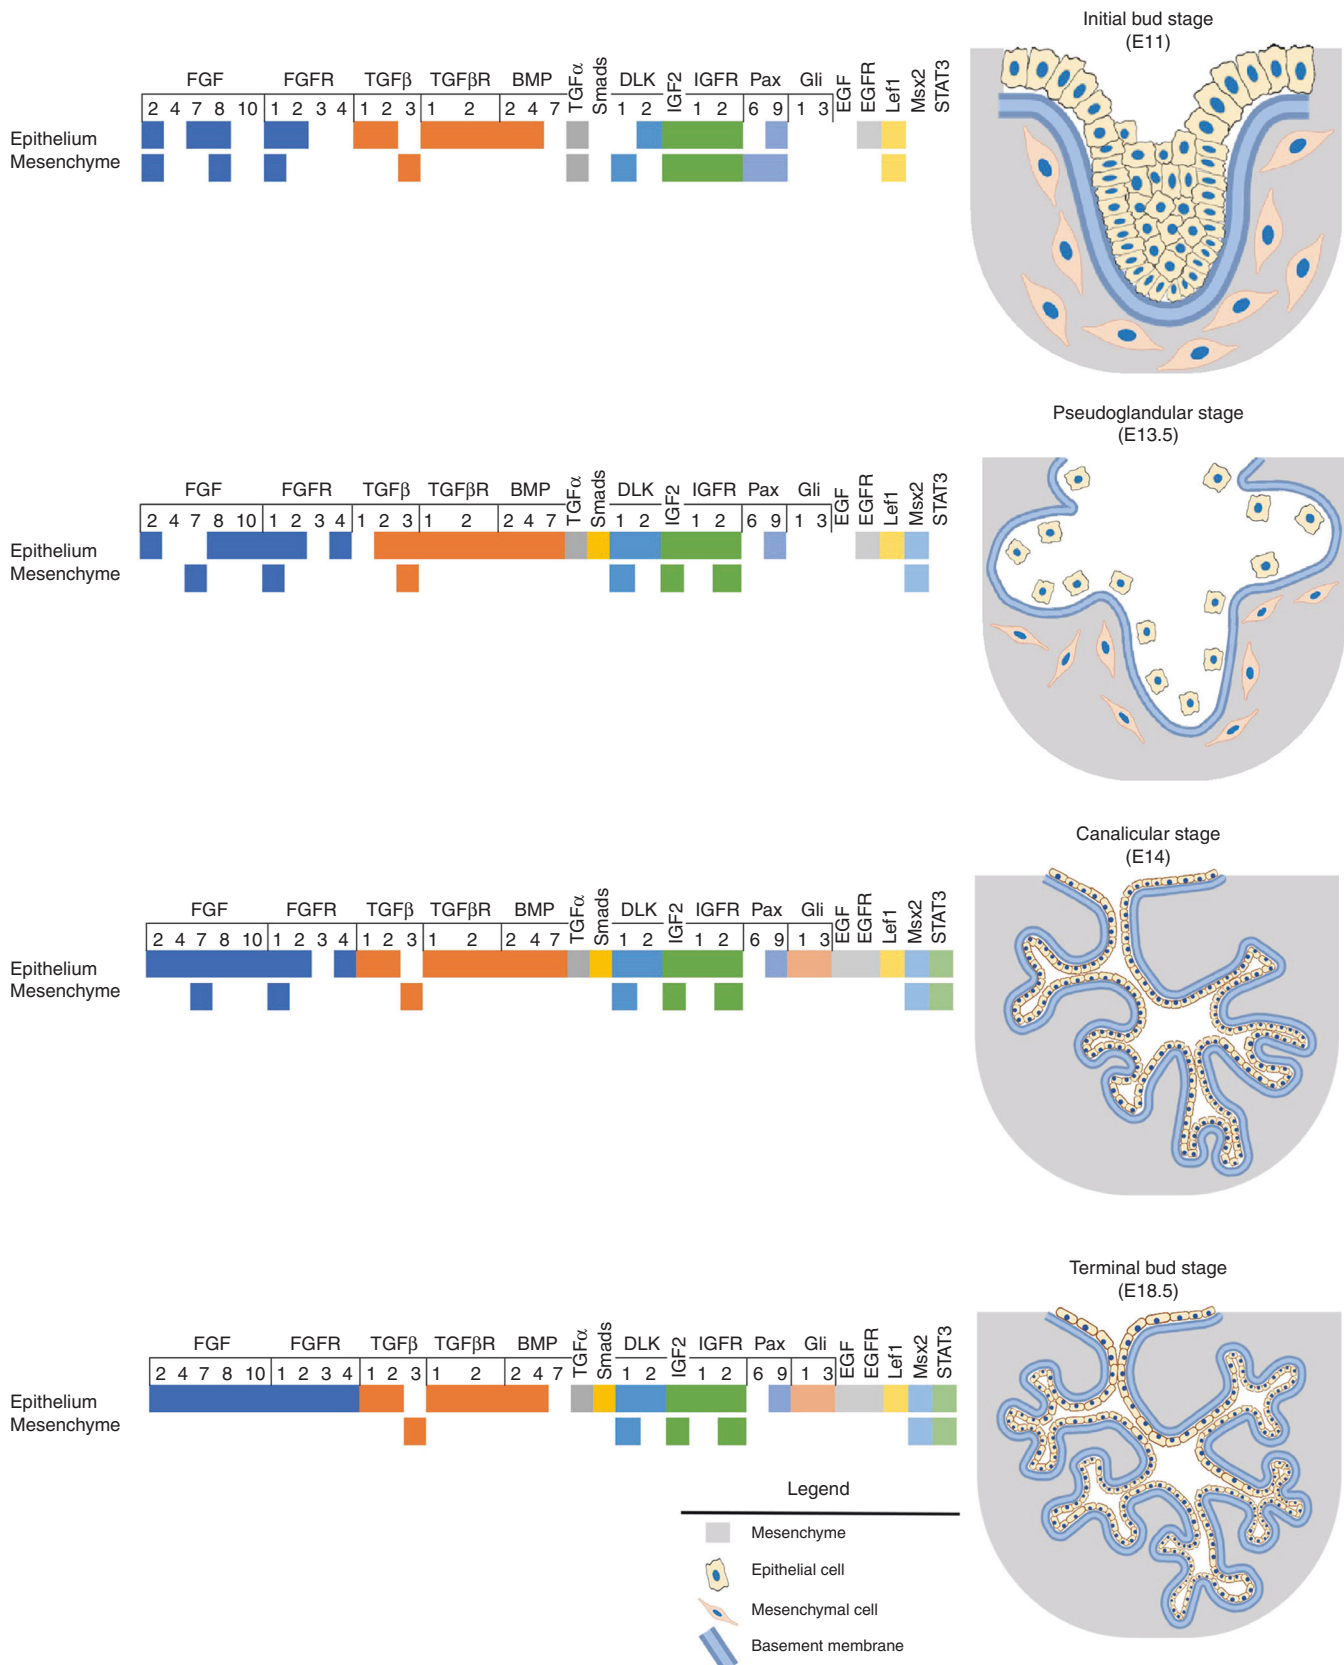 Initial bud stage
(E11)
FGF FGFR TGFβ TGFβR BMP TGFα Smads DLK IGF2 IGFR Pax Gli EGF EGFR Lef1 Msx2 STAT3
2 4 7 8 10 1 2 3 4 1 2 3 1 2 2 4 7 1 2 1 2 6 9 1 3
Epithelium
Mesenchyme
Pseudoglandular stage
(E13.5)
FGF FGFR TGFβ TGFβR BMP TGFα Smads DLK IGF2 IGFR Pax Gli EGF EGFR Lef1 Msx2 STAT3
2 4 7 8 10 1 2 3 4 1 2 3 1 2 2 4 7 1 2 1 2 6 9 1 3
Epithelium
Mesenchyme
Canalicular stage
(E14)
FGF FGFR TGFβ TGFβR BMP TGFα Smads DLK IGF2 IGFR Pax Gli EGF EGFR Lef1 Msx2 STAT3
2 4 7 8 10 1 2 3 4 1 2 3 1 2 2 4 7 1 2 1 2 6 9 1 3
Epithelium
Mesenchyme
Terminal bud stage
(E18.5)
FGF FGFR TGFβ TGFβR BMP TGFα Smads DLK IGF2 IGFR Pax Gli EGF EGFR Lef1 Msx2 STAT3
2 4 7 8 10 1 2 3 4 1 2 3 1 2 2 4 7 1 2 1 2 6 9 1 3
Epithelium
Mesenchyme
Legend
Mesenchyme
Epithelial cell
Mesenchymal cell
Basement membrane